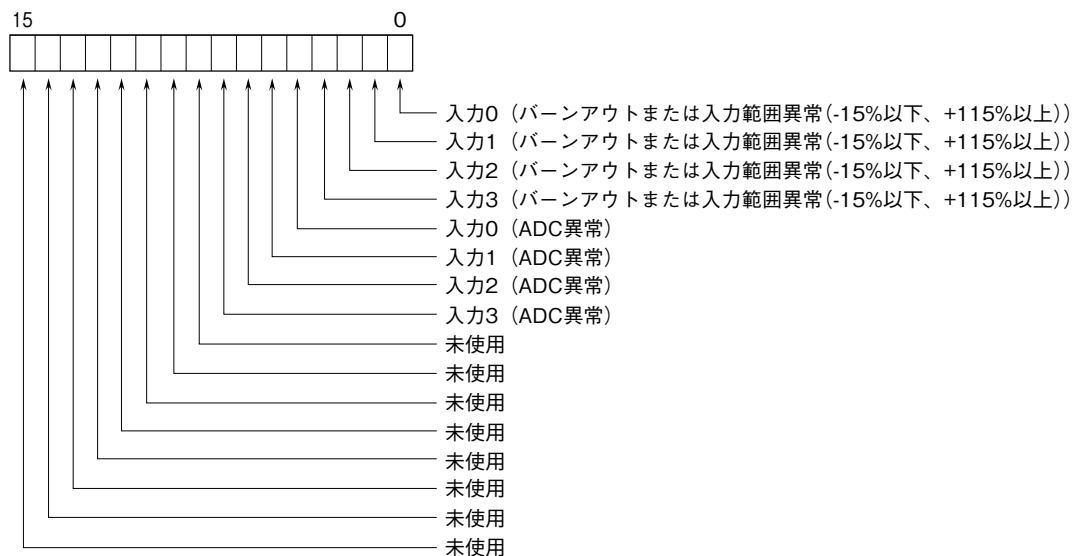 15 0
入力0（バーンアウトまたは入力範囲異常（-15%以下、+115%以上））
入力1（バーンアウトまたは入力範囲異常（-15%以下、+115%以上））
入力2（バーンアウトまたは入力範囲異常（-15%以下、+115%以上））
入力3（バーンアウトまたは入力範囲異常（-15%以下、+115%以上））
入力0（ADC異常）
入力1（ADC異常）
入力2（ADC異常）
入力3（ADC異常）
未使用
未使用
未使用
未使用
未使用
未使用
未使用
未使用